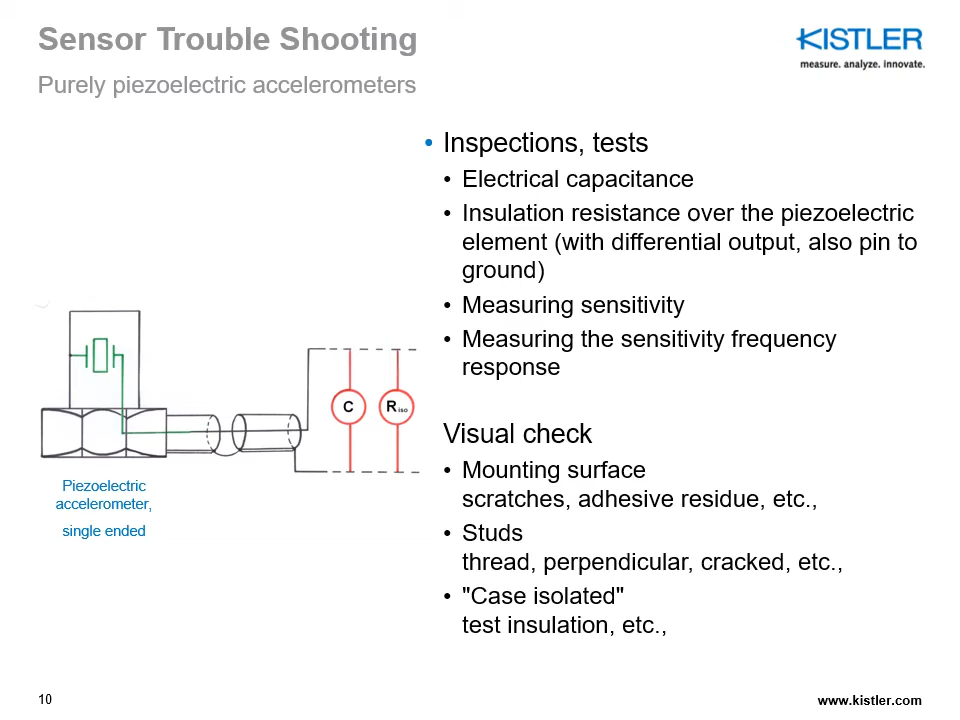 Sensor Trouble Shooting
KISTLER
measure. analyze. innovate.
Purely piezoelectric accelerometers
• Inspections, tests
• Electrical capacitance
• Insulation resistance over the piezoelectric
element (with differential output, also pin to
ground)
• Measuring sensitivity
• Measuring the sensitivity frequency
response
C
R iso
Piezoelectric
accelerometer,
single ended
Visual check
• Mounting surface
scratches, adhesive residue, etc.,
• Studs
thread, perpendicular, cracked, etc.,
• "Case isolated"
test insulation, etc.,
10
www.kistler.com